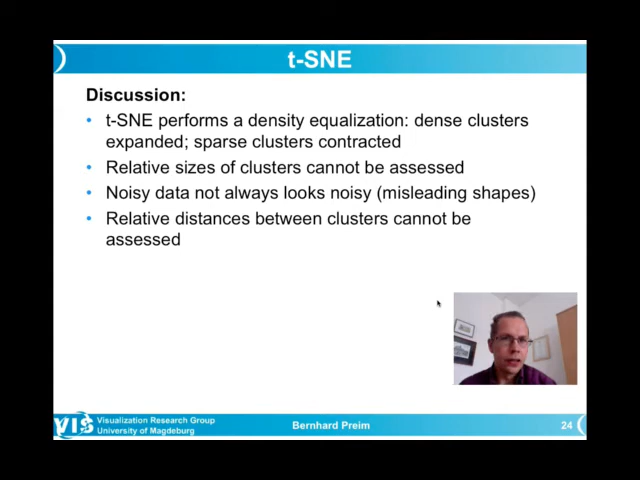 t-SNE
Discussion:
• t-SNE performs a density equalization: dense clusters
expanded; sparse clusters contracted
• Relative sizes of clusters cannot be assessed
• Noisy data not always looks noisy (misleading shapes)
• Relative distances between clusters cannot be
assessed
VIS
Visualization Research Group
University of Magdeburg
Bernhard Preim
24